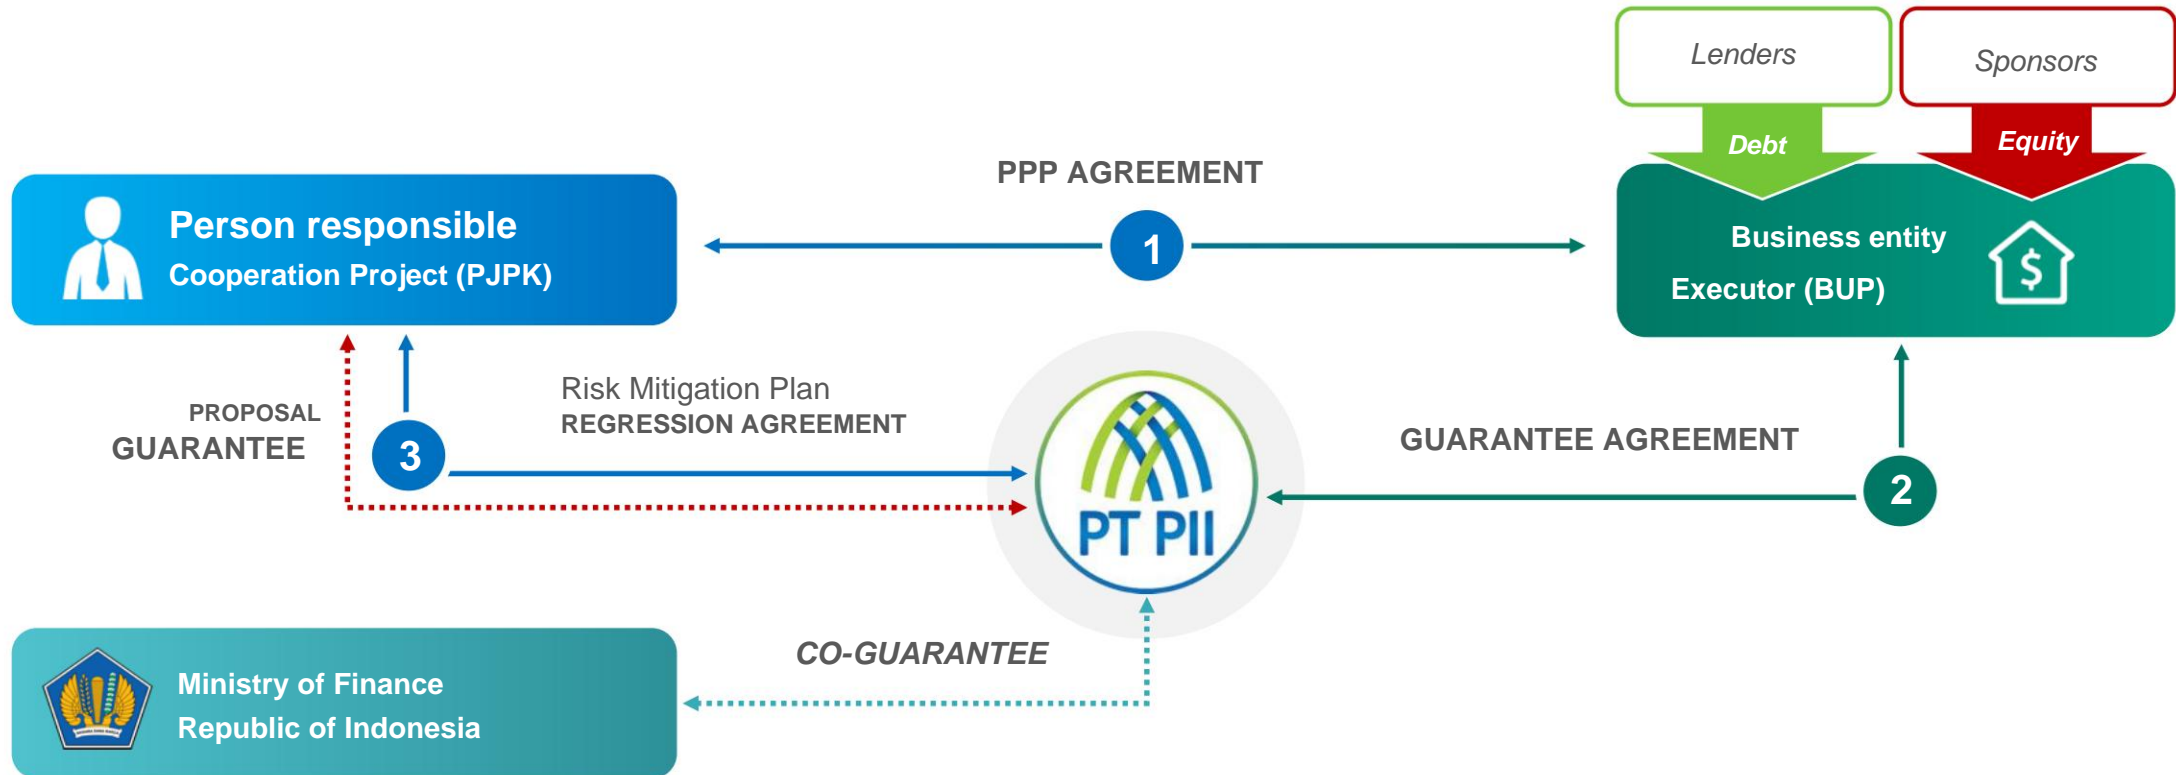 Lenders
Sponsors
Debt
Equity
PPP AGREEMENT
Person responsible
Cooperation Project (PJPK)
1
Business entity
Executor (BUP)
$
PROPOSAL
GUARANTEE
3
Risk Mitigation Plan
REGRESSION AGREEMENT
PT PII
GUARANTEE AGREEMENT
2
CO-GUARANTEE
Ministry of Finance
Republic of Indonesia